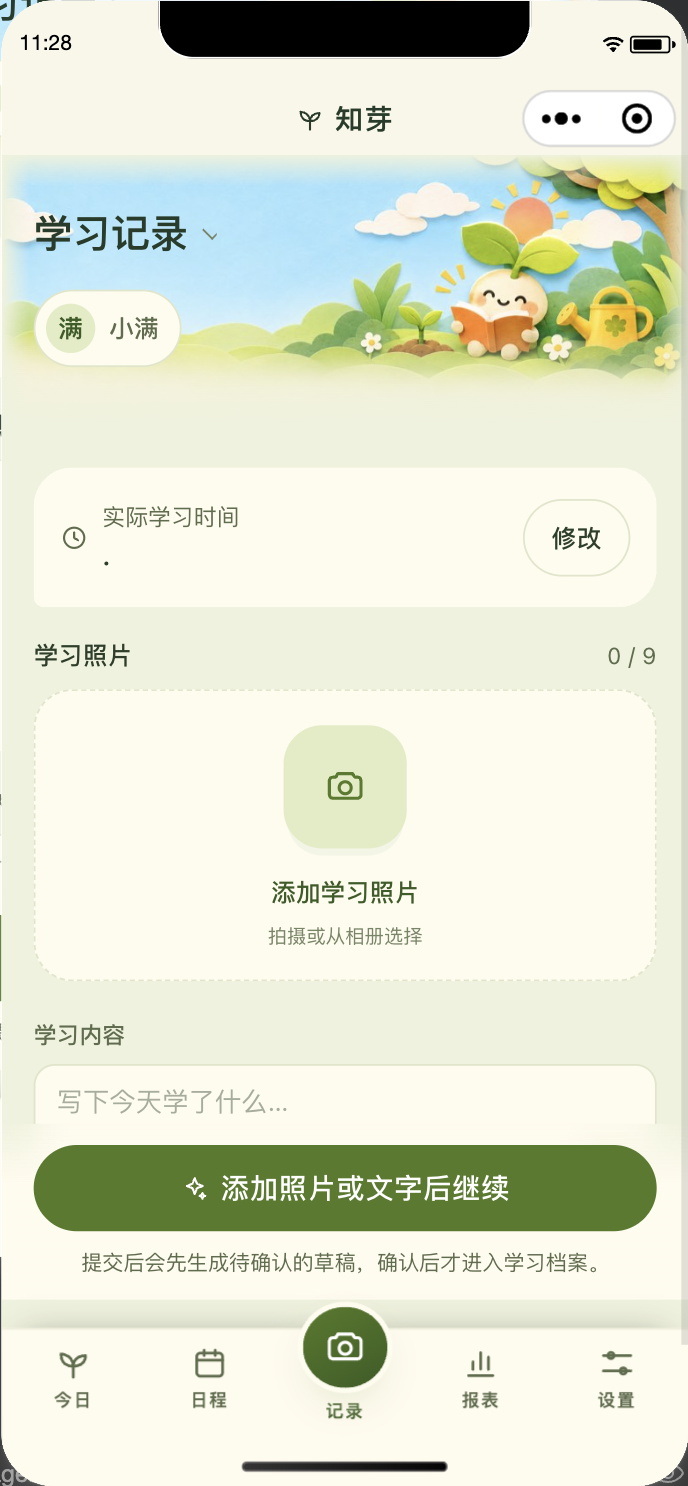 11:28
知芽
学习记录
满 小满
实际学习时间
·
修改
学习照片
0 / 9
添加学习照片
拍摄或从相册选择
学习内容
写下今天学了什么...
添加照片或文字后继续
提交后会先生成待确认的草稿，确认后才进入学习档案。
今日
日程
记录
报表
设置